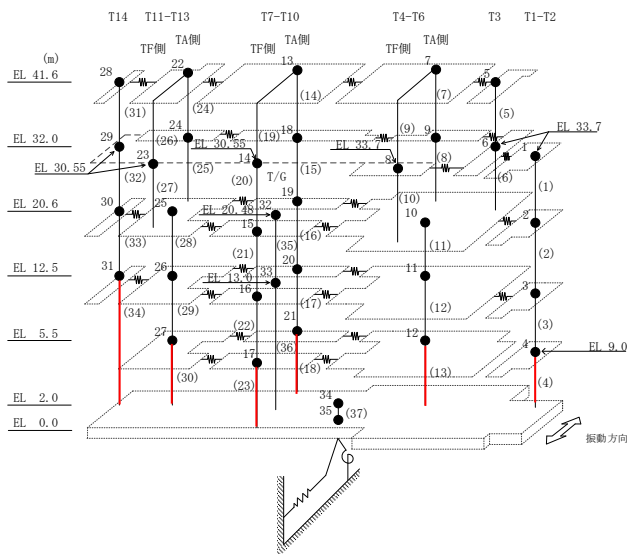 T14 T11-T13 T7-T10 T4-T6 T3 T1-T2
TF側 TA側 TF側 TA側 TF側 TA側
(m)
EL 41.6 28 22 13 7 5
(31) (24) (14) (7) (5)
EL 32.0 29 24 18 9 6 1
(26) (19) (9) EL 33.7
EL 30.55 EL 33.7
EL 30.55 23 14 8 (8) (6)
(32) (25) (20) (15) (1)
T/G
(27) 19 (10)
EL 20.6 30 25 EL 20.48 32 10 2
(33) (28) 15 (35) (16) (11) (2)
(21) 20
EL 12.5 31 26 EL 13.0 33 11 3
(34) (29) 16 (17) (12) (3)
(22) 21
EL 5.5 27 (36) 12 4 EL 9.0
(30) 17 (18) (13) (4)
(23)
EL 2.0 34
EL 0.0 35 (37)
振動方向